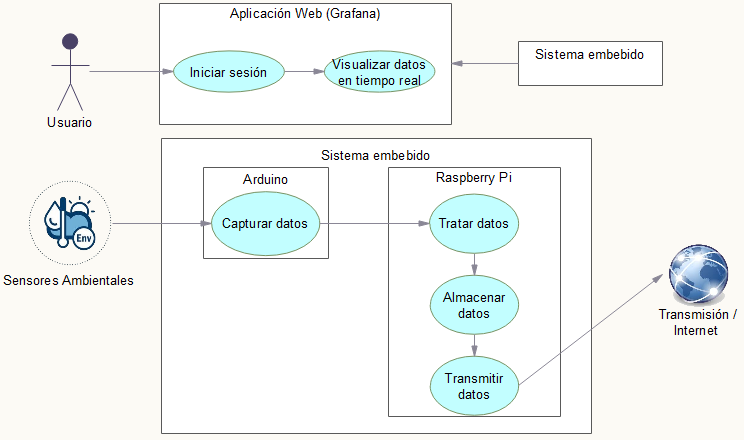 Aplicación Web (Grafana)
Usuario
Iniciar sesión
Visualizar datos
en tiempo real
Sistema embebido
Sistema embebido
Arduino
Raspberry Pi
Env
Sensores Ambientales
Capturar datos
Tratar datos
Almacenar
datos
Transmitir
datos
Transmisión /
Internet